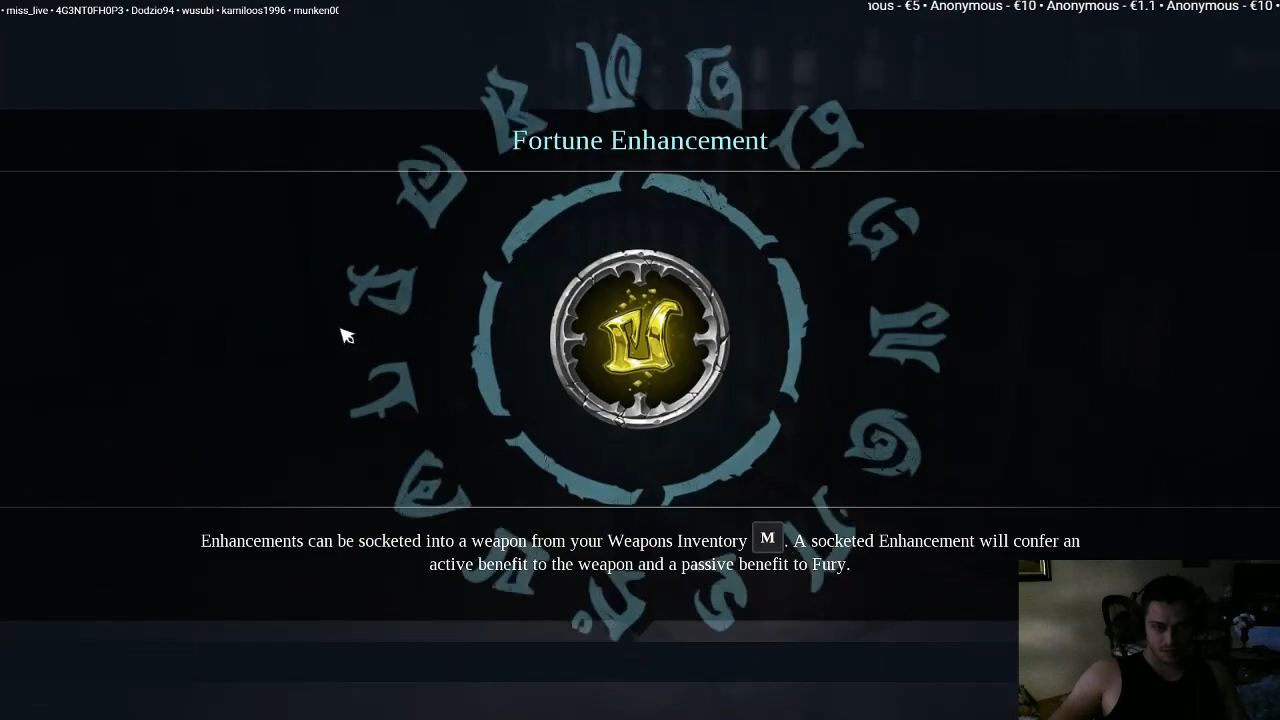 • miss_live • 4G3NT0FH0P3 • Dodzio94 • wusubi • kamiloos1996 •
- €5 • Anonymous - €10 • Anonymous - €1.1 • Anonymous - €10 •
Fortune Enhancement
Enhancements can be socketed into a weapon from your Weapons Inventory M. A socketed Enhancement will confer an
active benefit to the weapon and a passive benefit to Fury.